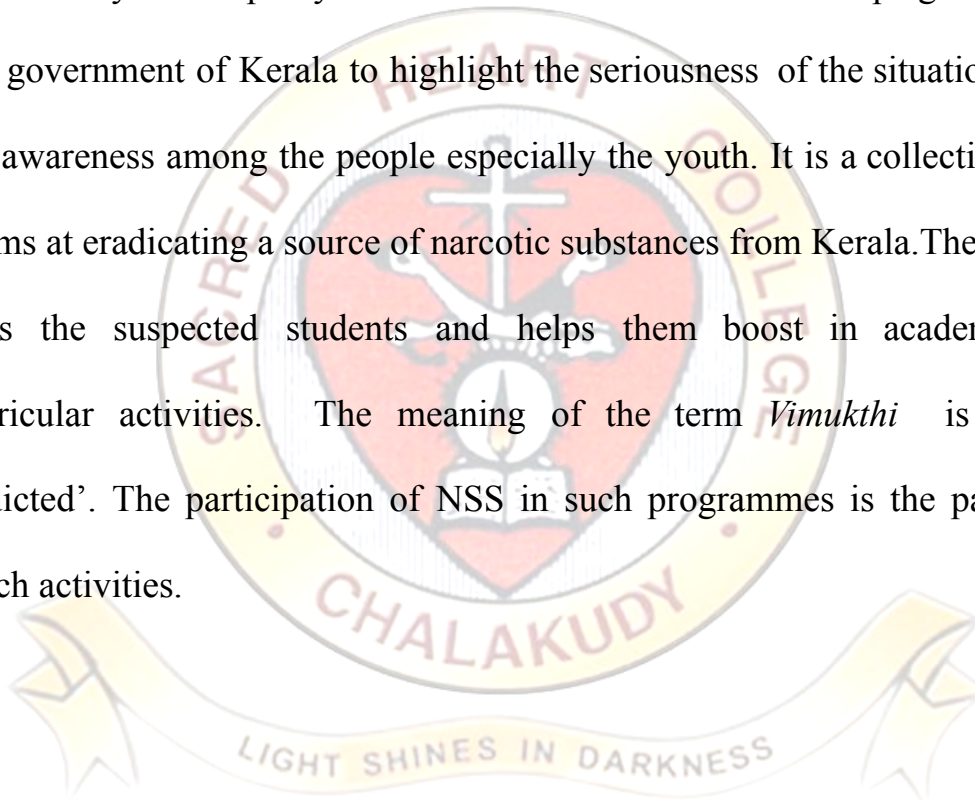 government of Kerala to highlight the seriousness of the situatio
awareness among the people especially the youth. It is a collecti
ms at eradicating a source of narcotic substances from Kerala.The
s the suspected students and helps them boost in acade
ricular activities. The meaning of the term Vimukthi is
icted’. The participation of NSS in such programmes is the pa
ch activities.
SACRED HEART COLLEGE
CHALAKUDY
LIGHT SHINES IN DARKNESS